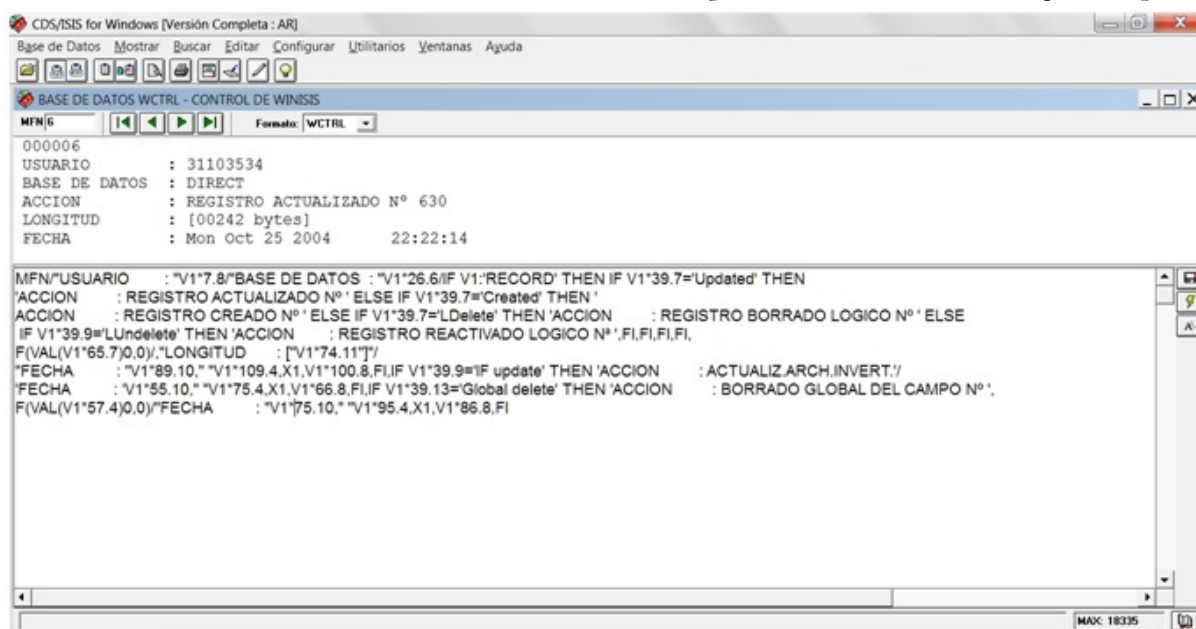 CDS/ISIS for Windows [Versión Completa : AR]
Base de Datos Mostrar Buscar Editar Configurar Utilitarios Ventanas Ayuda
BASE DE DATOS WCTRL - CONTROL DE WINISIS
MFN 6 Formato: WCTRL
000006
USUARIO : 31103534
BASE DE DATOS : DIRECT
ACCION : REGISTRO ACTUALIZADO Nº 630
LONGITUD : [00242 bytes]
FECHA : Mon Oct 25 2004 22:22:14
MFN/"USUARIO : "V1*7.8/"BASE DE DATOS : "V1*26.6/IF V1:'RECORD' THEN IF V1*39.7='Updated' THEN
'ACCION : REGISTRO ACTUALIZADO Nº ' ELSE IF V1*39.7='Created' THEN '
ACCION : REGISTRO CREADO Nº ' ELSE IF V1*39.7='LDelete' THEN 'ACCION : REGISTRO BORRADO LOGICO Nº ' ELSE
IF V1*39.9='LUndelete' THEN 'ACCION : REGISTRO REACTIVADO LOGICO Nª ',FI,FI,FI,FI,
F(VAL(V1*65.7)0,0)/,"LONGITUD : ["V1*74.11"]"/
"FECHA : "V1*89.10," "V1*109.4,X1,V1*100.8,FI,IF V1*39.9='IF update' THEN 'ACCION : ACTUALIZ.ARCH.INVERT.'/
"FECHA : "V1*55.10," "V1*75.4,X1,V1*66.8,FI,IF V1*39.13='Global delete' THEN 'ACCION : BORRADO GLOBAL DEL CAMPO Nº ',
F(VAL(V1*57.4)0,0)/"FECHA : "V1*75.10," "V1*95.4,X1,V1*86.8,FI
MAX: 18335